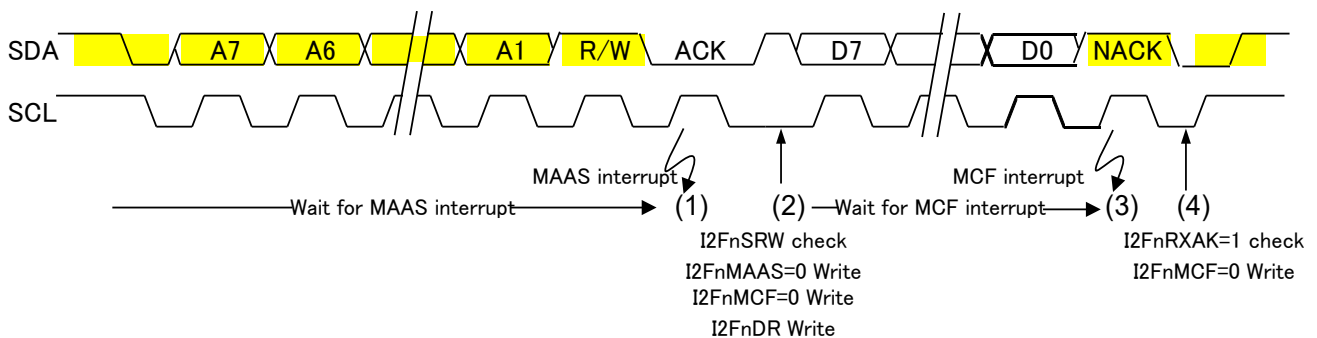 SDA A7 A6 A1 R/W ACK D7 D0 NACK
SCL
MAAS interrupt MCF interrupt
Wait for MAAS interrupt (1) (2) Wait for MCF interrupt (3) (4)
I2FnSRW check I2FnRXAK=1 check
I2FnMAAS=0 Write I2FnMCF=0 Write
I2FnMCF=0 Write
I2FnDR Write